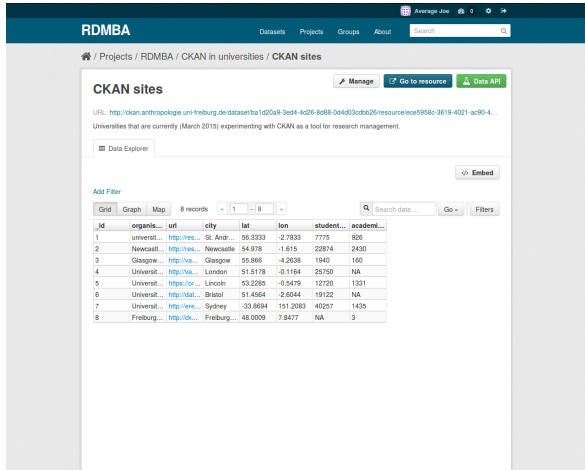 Average Joe 0
RDMBA Datasets Projects Groups About Search
/ Projects / RDMBA / CKAN in universities / CKAN sites
CKAN sites Manage Go to resource Data API
URL: http://ckan.anthropologie.uni-freiburg.de/dataset/ba1d20a9-3ed4-4d26-8d88-0d4d03cdbb26/resource/ece5958c-3619-4021-ac90-4...
Universities that are currently (March 2015) experimenting with CKAN as a tool for research management.
Data Explorer
</> Embed
Add Filter
Grid Graph Map 8 records « 1 – 8 » Search data ... Go Filters
_id organis... url city lat lon student... academi...
1 universit... http://res... St. Andr... 56.3333 -2.7833 7775 926
2 Newcastl... http://res... Newcastle 54.978 -1.615 22874 2430
3 Glasgow... http://va... Glasgow 55.866 -4.2638 1940 160
4 Universit... http://va... London 51.5178 -0.1164 25750 NA
5 Universit... https://or... Lincoln 53.2285 -0.5479 12720 1331
6 Universit... http://dat... Bristol 51.4564 -2.6044 19122 NA
7 Universit... http://ere... Sydney -33.8694 151.2083 40257 1435
8 Freiburg... http://ck... Freiburg... 48.0009 7.8477 NA 3